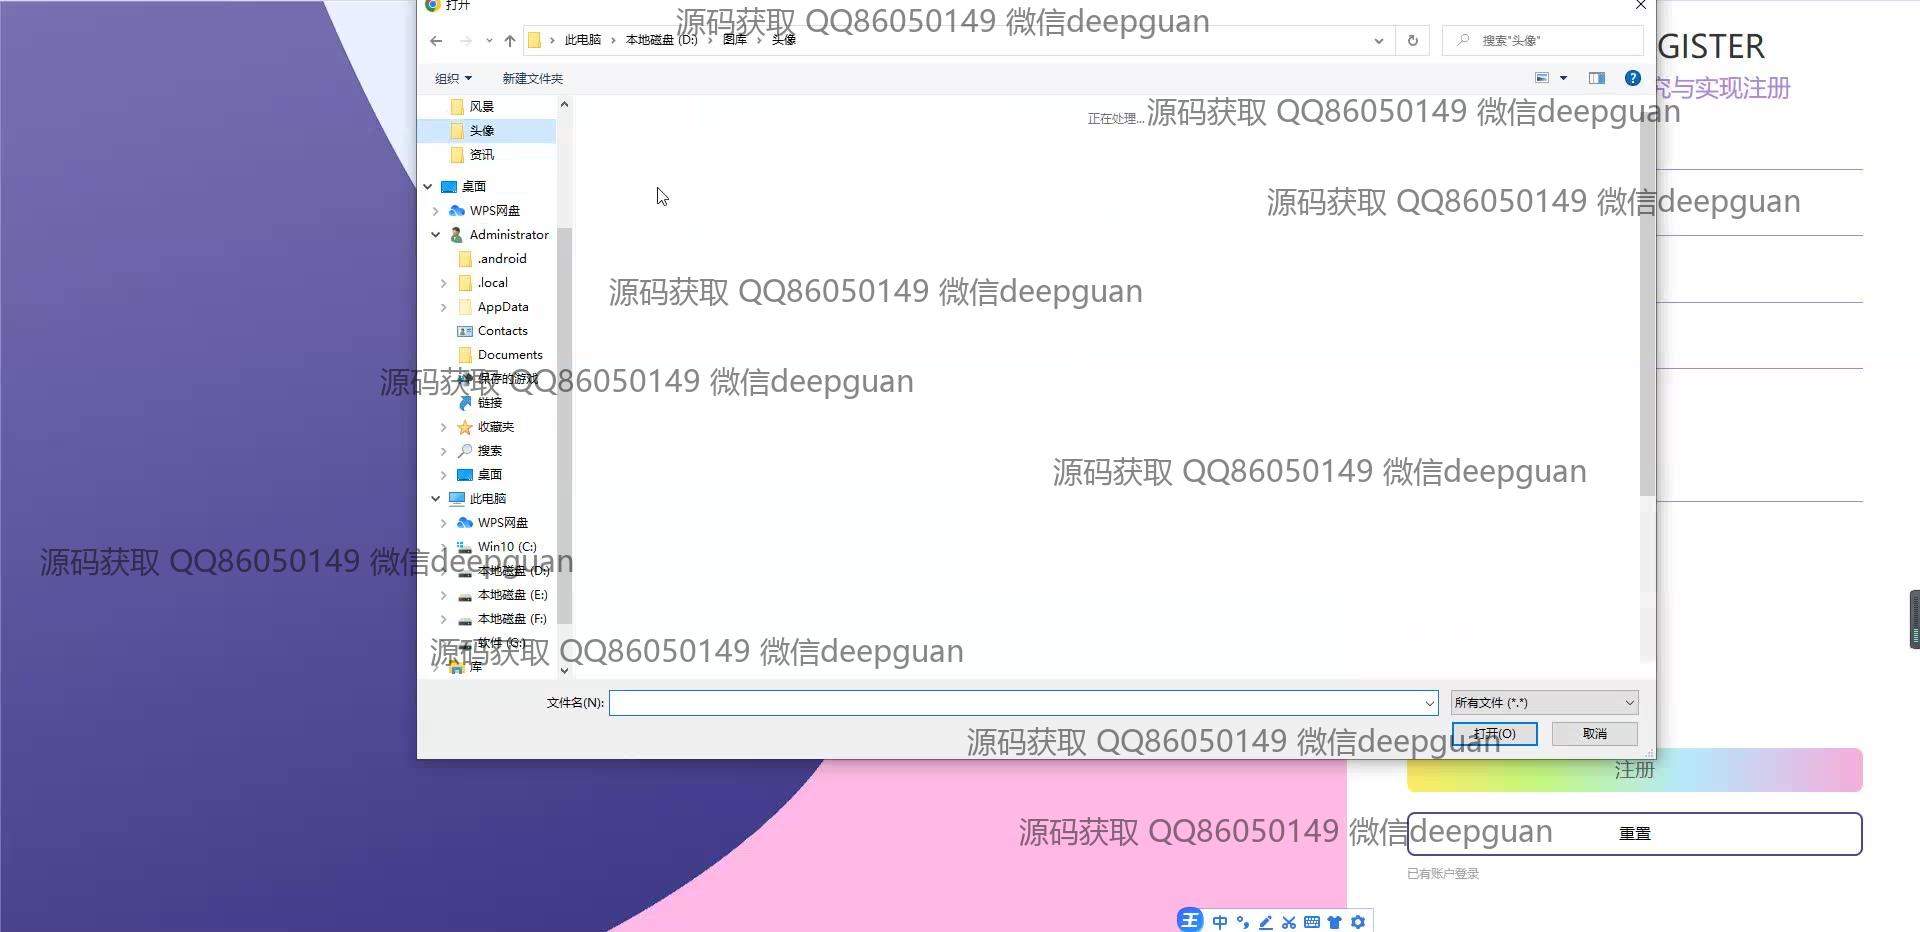 打开
源码获取 QQ86050149 微信deepguan
此电脑 本地磁盘 (D:) 图库 头像
搜索"头像"
GISTER
组织 新建文件夹
究与实现注册
风景
正在处理...
源码获取 QQ86050149 微信deepguan
头像
资讯
桌面
源码获取 QQ86050149 微信deepguan
WPS网盘
Administrator
.android
.local
源码获取 QQ86050149 微信deepguan
AppData
Contacts
Documents
保存的游戏
源码获取 QQ86050149 微信deepguan
链接
收藏夹
搜索
源码获取 QQ86050149 微信deepguan
桌面
此电脑
WPS网盘
Win10 (C:)
源码获取 QQ86050149 微信deepguan
本地磁盘 (D:)
本地磁盘 (E:)
本地磁盘 (F:)
软件 (G:)
源码获取 QQ86050149 微信deepguan
库
文件名(N):
所有文件 (*.*)
打开(O) 取消
源码获取 QQ86050149 微信deepguan
注册
源码获取 QQ86050149 微信deepguan
重置
已有账户登录
王 中